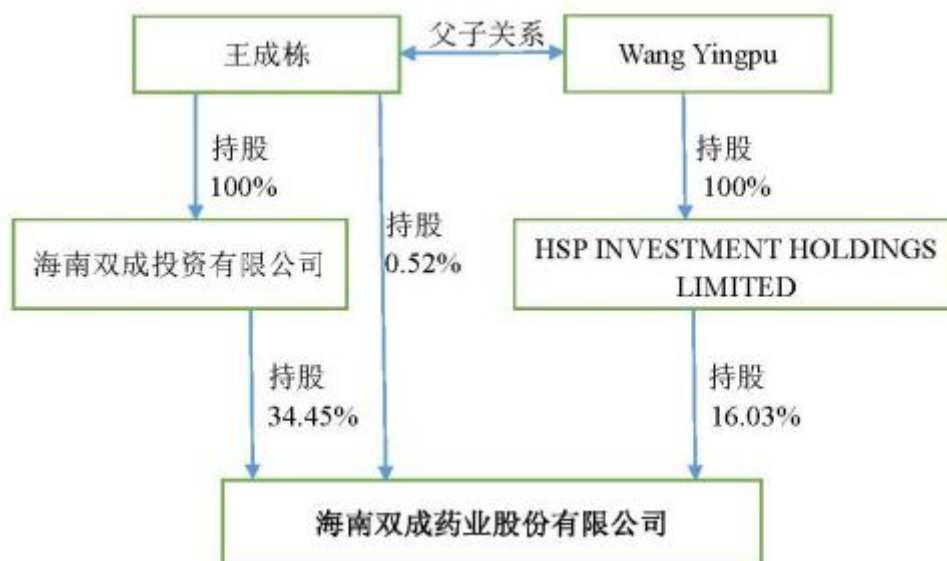 王成栋
父子关系
Wang Yingpu
持股
100%
持股
0.52%
持股
100%
海南双成投资有限公司
HSP INVESTMENT HOLDINGS
LIMITED
持股
34.45%
持股
16.03%
海南双成药业股份有限公司